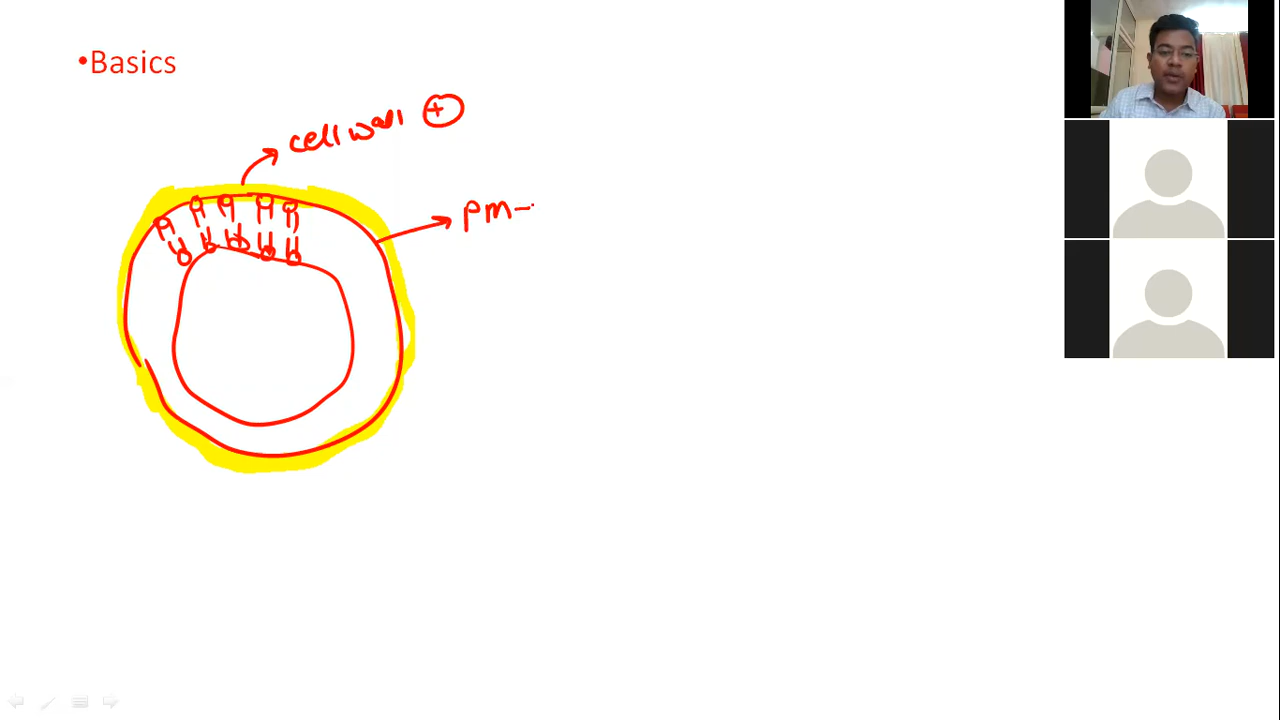 •Basics
cell wall +
PM-